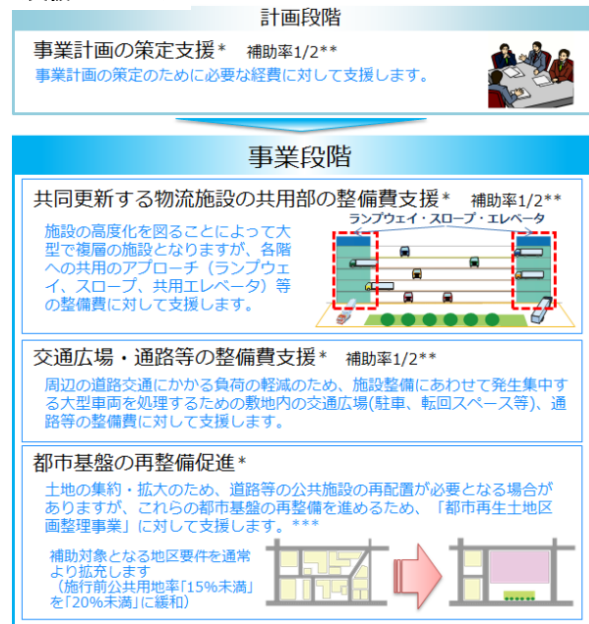 計画段階
事業計画の策定支援* 補助率1/2**
事業計画の策定のために必要な経費に対して支援します。
事業段階
共同更新する物流施設の共用部の整備費支援* 補助率1/2**
ランプウェイ・スロープ・エレベータ
施設の高度化を図ることによって大
型で複層の施設となりますが、各階
への共用のアプローチ（ランプウェ
イ、スロープ、共用エレベータ）等
の整備費に対して支援します。
交通広場・通路等の整備費支援* 補助率1/2**
周辺の道路交通にかかる負荷の軽減のため、施設整備にあわせて発生集中す
る大型車両を処理するための敷地内の交通広場(駐車、転回スペース等)、通
路等の整備費に対して支援します。
都市基盤の再整備促進*
土地の集約・拡大のため、道路等の公共施設の再配置が必要となる場合が
ありますが、これらの都市基盤の再整備を進めるため、「都市再生土地区
画整理事業」に対して支援します。***
補助対象となる地区要件を通常
より拡充します
（施行前公共用地率「15%未満」
を「20%未満」に緩和）